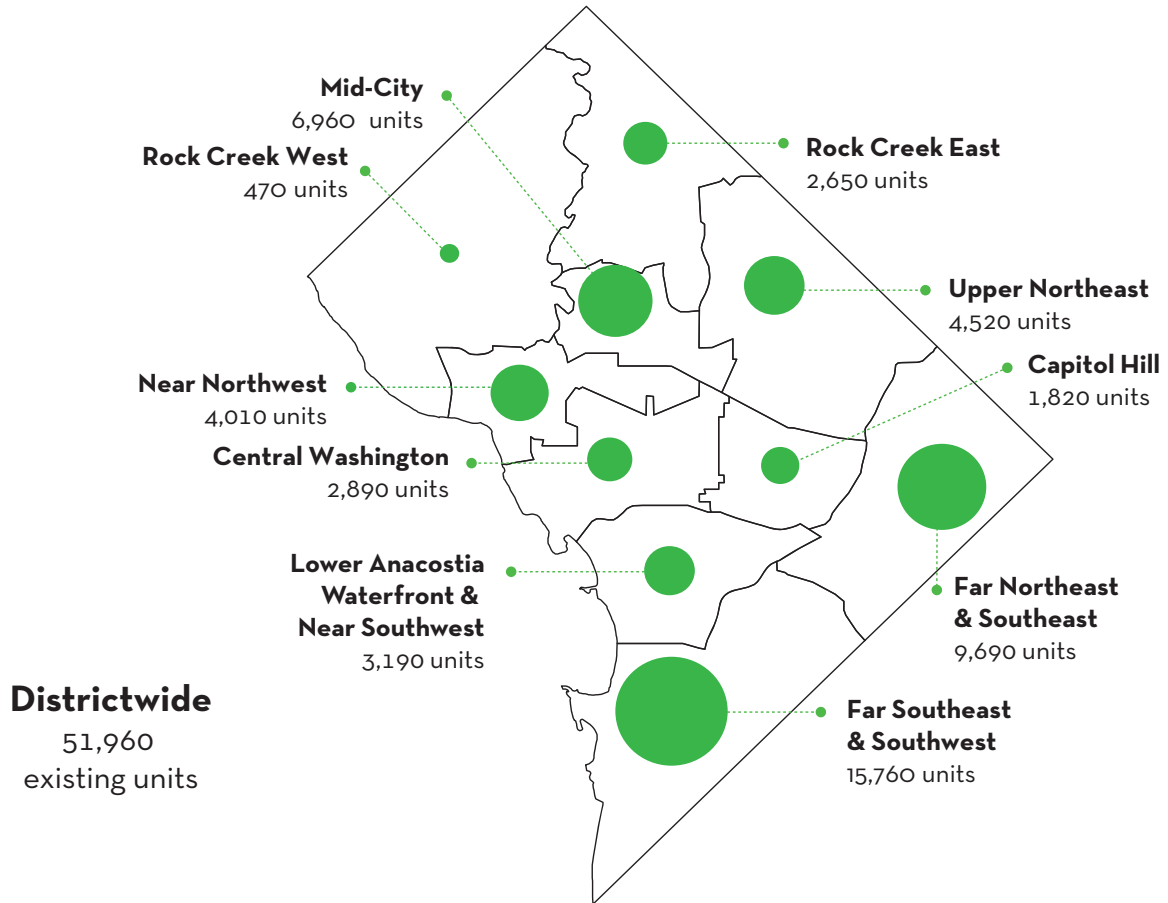 Mid-City
6,960 units
Rock Creek West
470 units
Rock Creek East
2,650 units
Upper Northeast
4,520 units
Capitol Hill
1,820 units
Near Northwest
4,010 units
Central Washington
2,890 units
Lower Anacostia
Waterfront &
Near Southwest
3,190 units
Far Northeast
& Southeast
9,690 units
Far Southeast
& Southwest
15,760 units
Districtwide
51,960
existing units